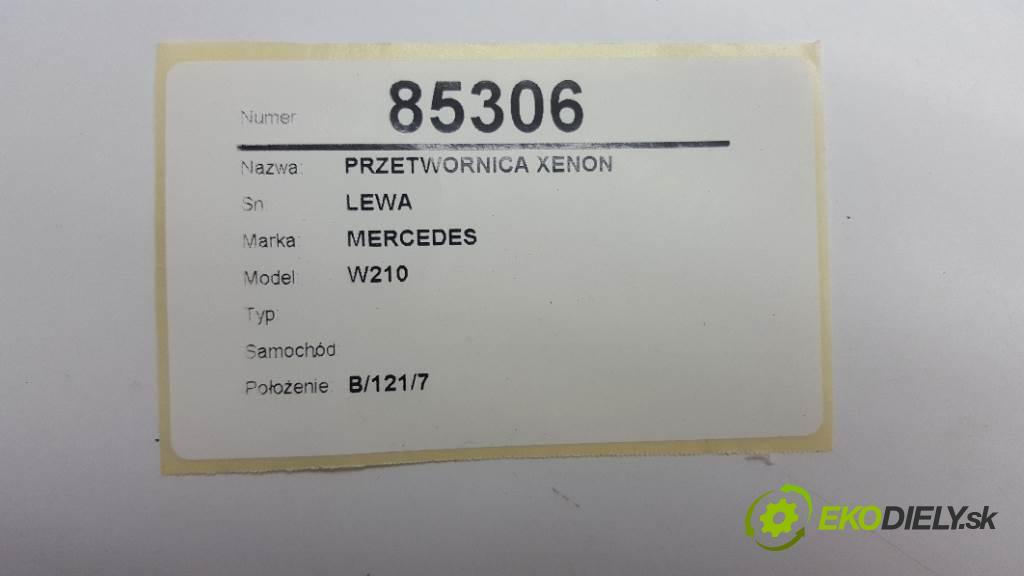 Numer 85306
Nazwa: PRZETWORNICA XENON
Sn: LEWA
Marka: MERCEDES
Model: W210
Typ:
Samochód:
Położenie: B/121/7
EKODIELY.sk